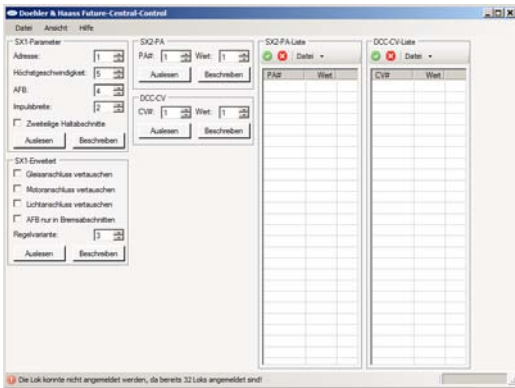 Doehler & Haass Future-Central-Control
Datei Ansicht Hilfe
SX1-Parameter
Adresse: 1
Höchstgeschwindigkeit: 5
AFB: 4
Impulsbreite: 2
Zweiteilige Halteabschnitte
Auslesen Beschreiben
SX1-Erweitert
Gleisanschluss vertauschen
Motoranschluss vertauschen
Lichtanschluss vertauschen
AFB nur in Bremsabschnitten
Regelvariante: 3
Auslesen Beschreiben
SX2-PA
PA#: 1 Wert: 1
Auslesen Beschreiben
DCC-CV
CV#: 1 Wert: 1
Auslesen Beschreiben
SX2-PA-Liste
Datei
PA# Wert
DCC-CV-Liste
Datei
CV# Wert
Die Lok konnte nicht angemeldet werden, da bereits 32 Loks angemeldet sind!